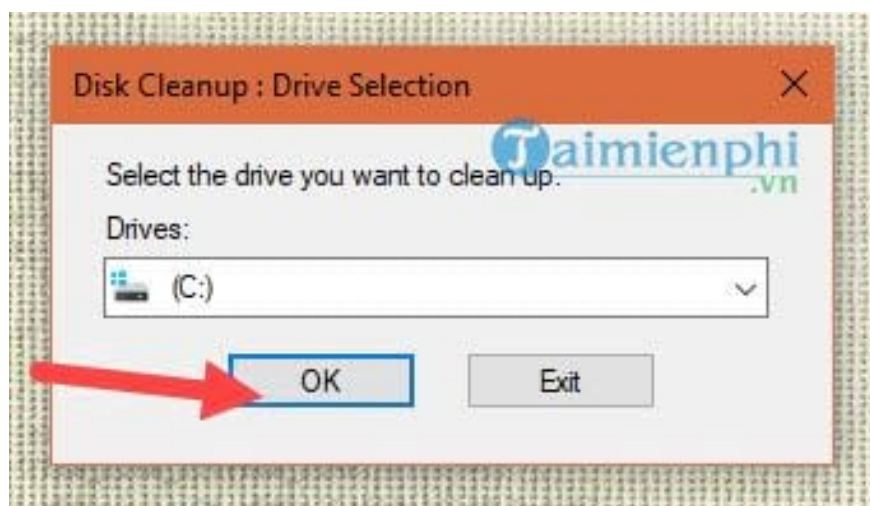 Disk Cleanup : Drive Selection
Taimienphi
.vn
Select the drive you want to clean up.
Drives:
(C:)
OK
Exit